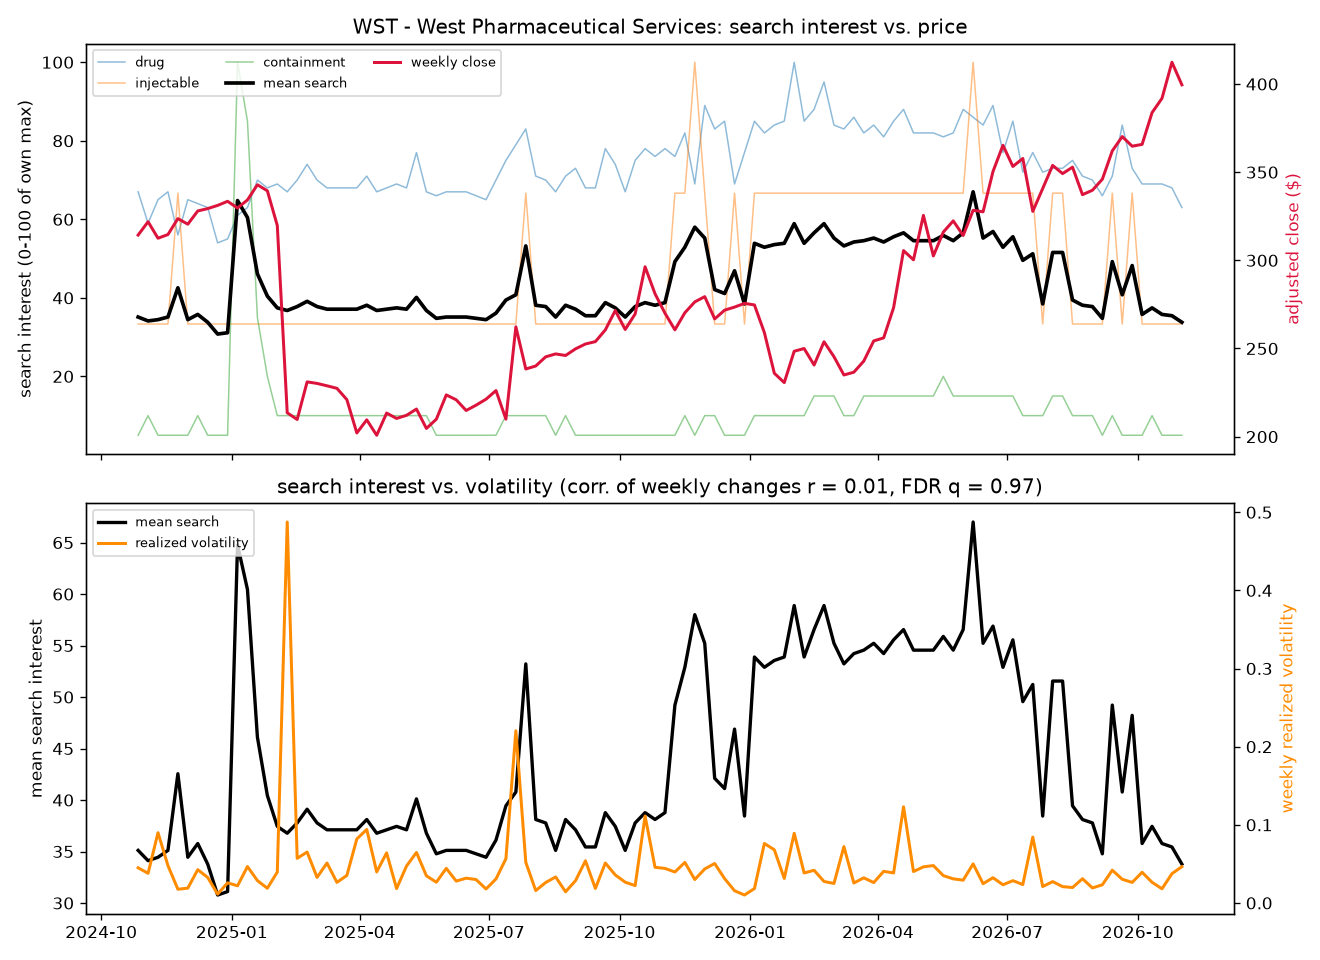 WST - West Pharmaceutical Services: search interest vs. price
drug
injectable
containment
mean search
weekly close
search interest (0-100 of own max)
100
80
60
40
20
adjusted close ($)
400
350
300
250
200
search interest vs. volatility (corr. of weekly changes r = 0.01, FDR q = 0.97)
mean search
realized volatility
mean search interest
65
60
55
50
45
40
35
30
weekly realized volatility
0.5
0.4
0.3
0.2
0.1
0.0
2024-10
2025-01
2025-04
2025-07
2025-10
2026-01
2026-04
2026-07
2026-10